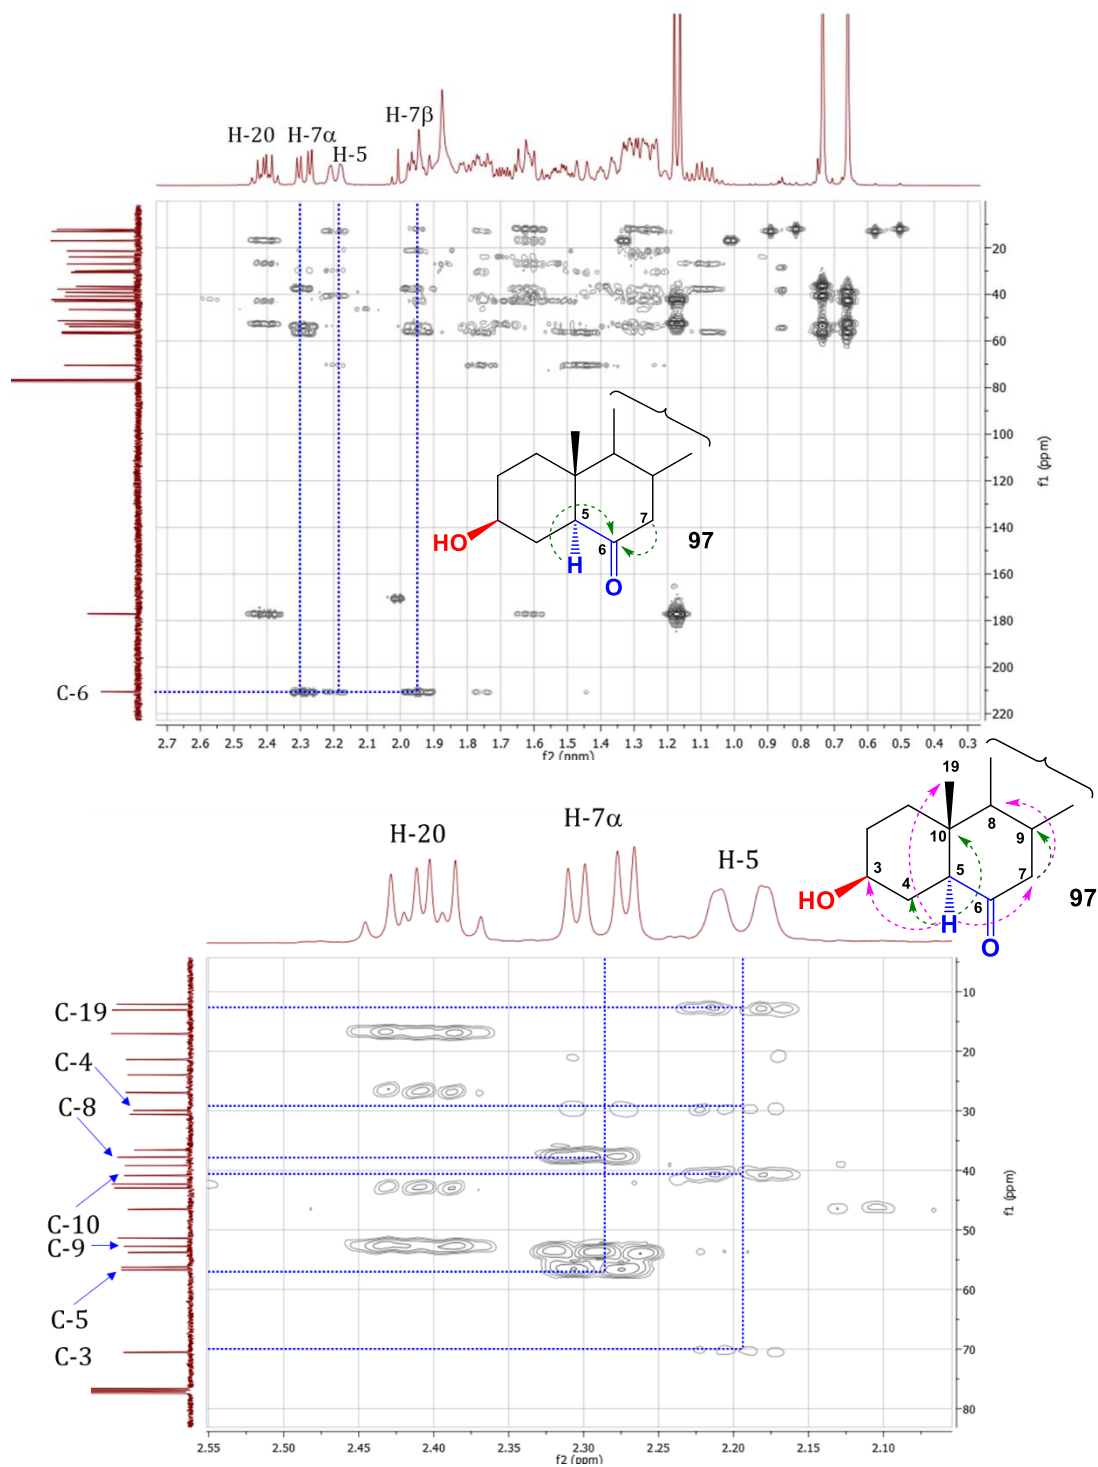 H-20
H-7α
H-5
H-7β
20
40
60
80
100
120
140
160
180
200
220
f1 (ppm)
C-6
HO
5
6
7
H
O
97
2.7 2.6 2.5 2.4 2.3 2.2 2.1 2.0 1.9 1.8 1.7 1.6 1.5 1.4 1.3 1.2 1.1 1.0 0.9 0.8 0.7 0.6 0.5 0.4 0.3
f2 (ppm)
H-20
H-7α
H-5
19
10
8
9
3
4
5
6
7
HO
H
O
97
C-19
C-4
C-8
C-10
C-9
C-5
C-3
10
20
30
40
50
60
70
80
f1 (ppm)
2.55 2.50 2.45 2.40 2.35 2.30 2.25 2.20 2.15 2.10
f2 (ppm)